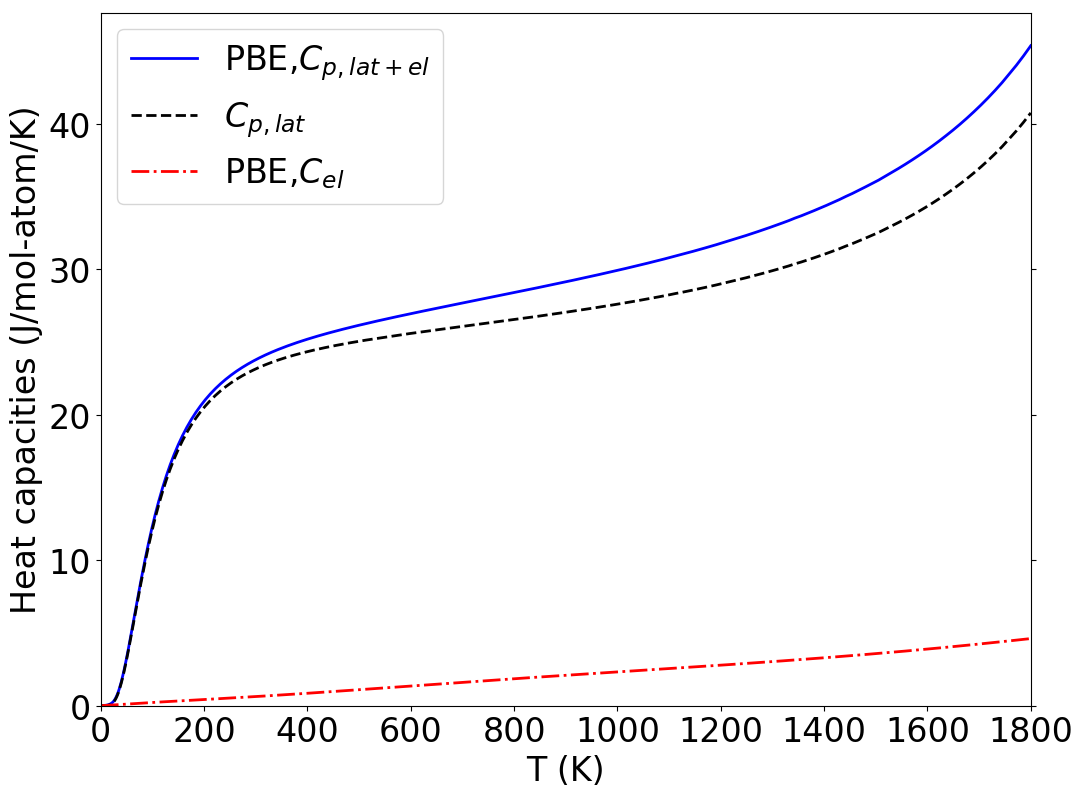 PBE,C_{p,lat+el}
C_{p,lat}
PBE,C_{el}
Heat capacities (J/mol-atom/K)
40
30
20
10
0
0 200 400 600 800 1000 1200 1400 1600 1800
T (K)